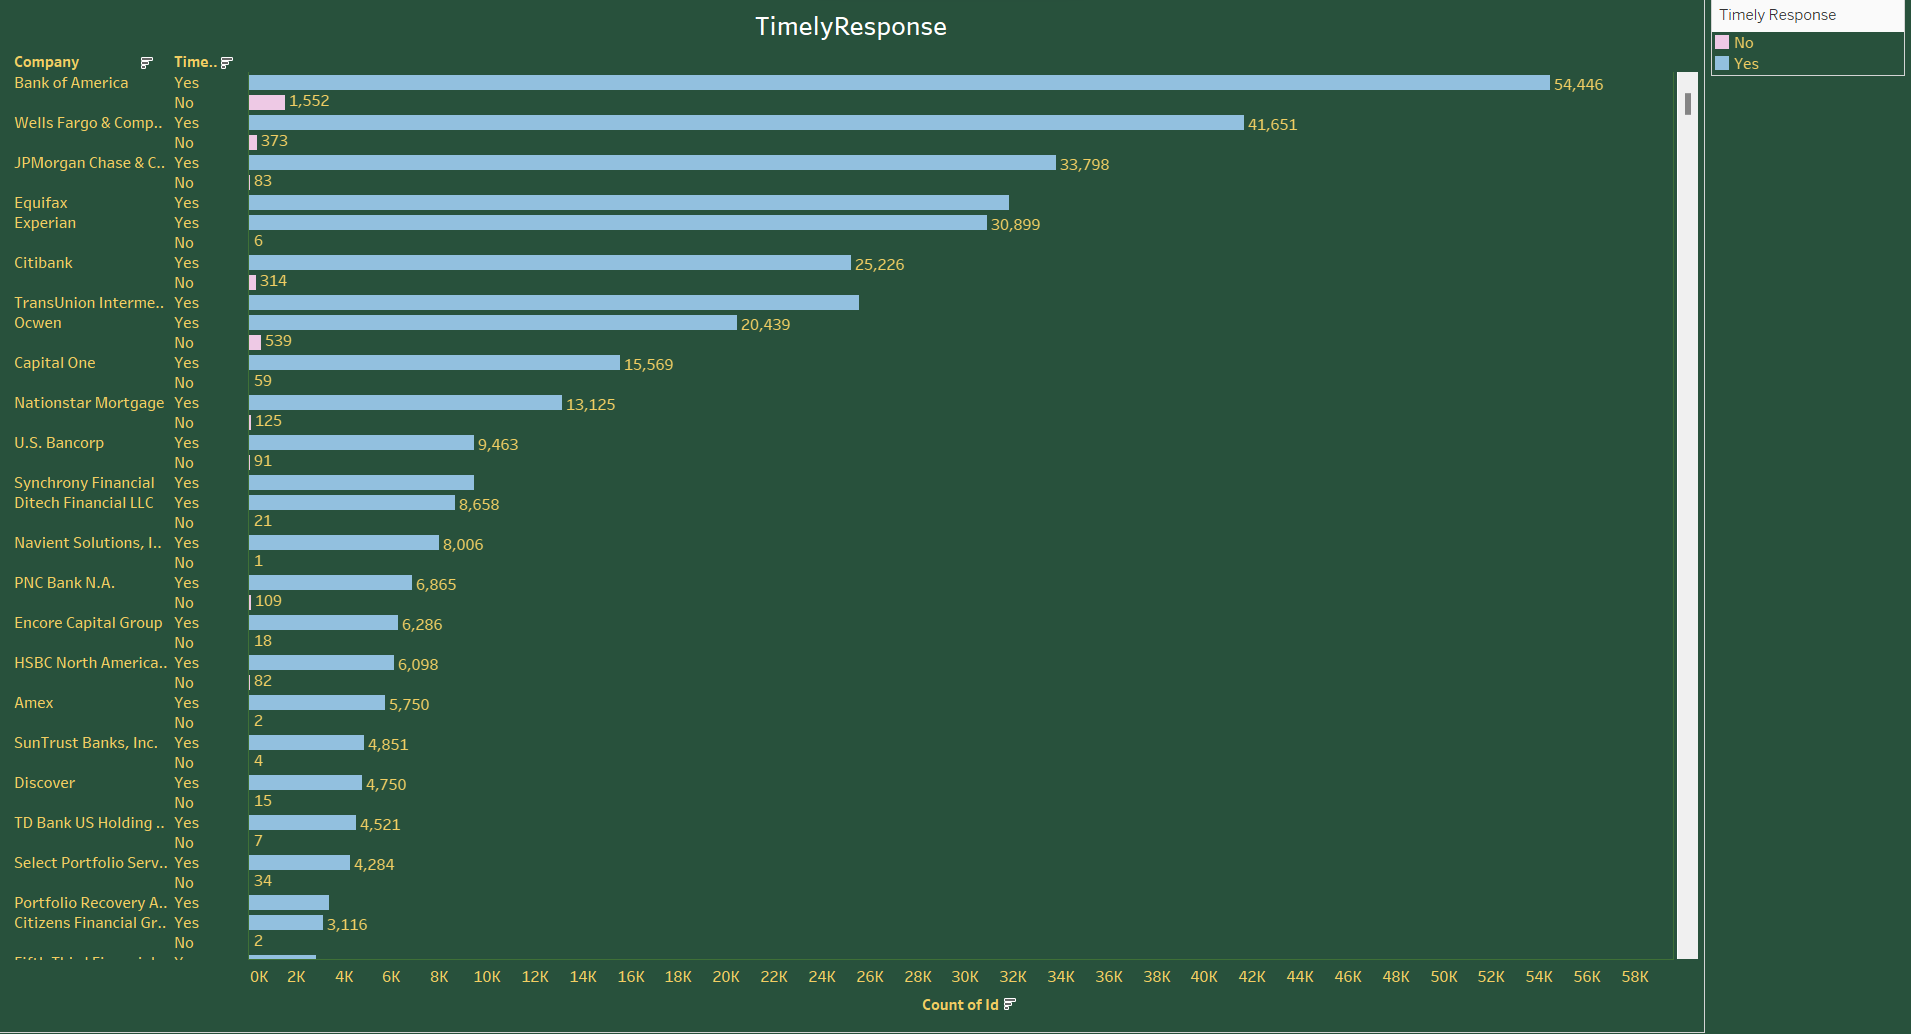 TimelyResponse
Timely Response
No
Yes
Company Time..
Bank of America Yes 54,446
No 1,552
Wells Fargo & Comp.. Yes 41,651
No 373
JPMorgan Chase & C.. Yes 33,798
No 83
Equifax Yes
Experian Yes 30,899
No 6
Citibank Yes 25,226
No 314
TransUnion Interme.. Yes
Ocwen Yes 20,439
No 539
Capital One Yes 15,569
No 59
Nationstar Mortgage Yes 13,125
No 125
U.S. Bancorp Yes 9,463
No 91
Synchrony Financial Yes
Ditech Financial LLC Yes 8,658
No 21
Navient Solutions, I.. Yes 8,006
No 1
PNC Bank N.A. Yes 6,865
No 109
Encore Capital Group Yes 6,286
No 18
HSBC North America.. Yes 6,098
No 82
Amex Yes 5,750
No 2
SunTrust Banks, Inc. Yes 4,851
No 4
Discover Yes 4,750
No 15
TD Bank US Holding .. Yes 4,521
No 7
Select Portfolio Serv.. Yes 4,284
No 34
Portfolio Recovery A.. Yes
Citizens Financial Gr.. Yes 3,116
No 2
0K 2K 4K 6K 8K 10K 12K 14K 16K 18K 20K 22K 24K 26K 28K 30K 32K 34K 36K 38K 40K 42K 44K 46K 48K 50K 52K 54K 56K 58K
Count of Id